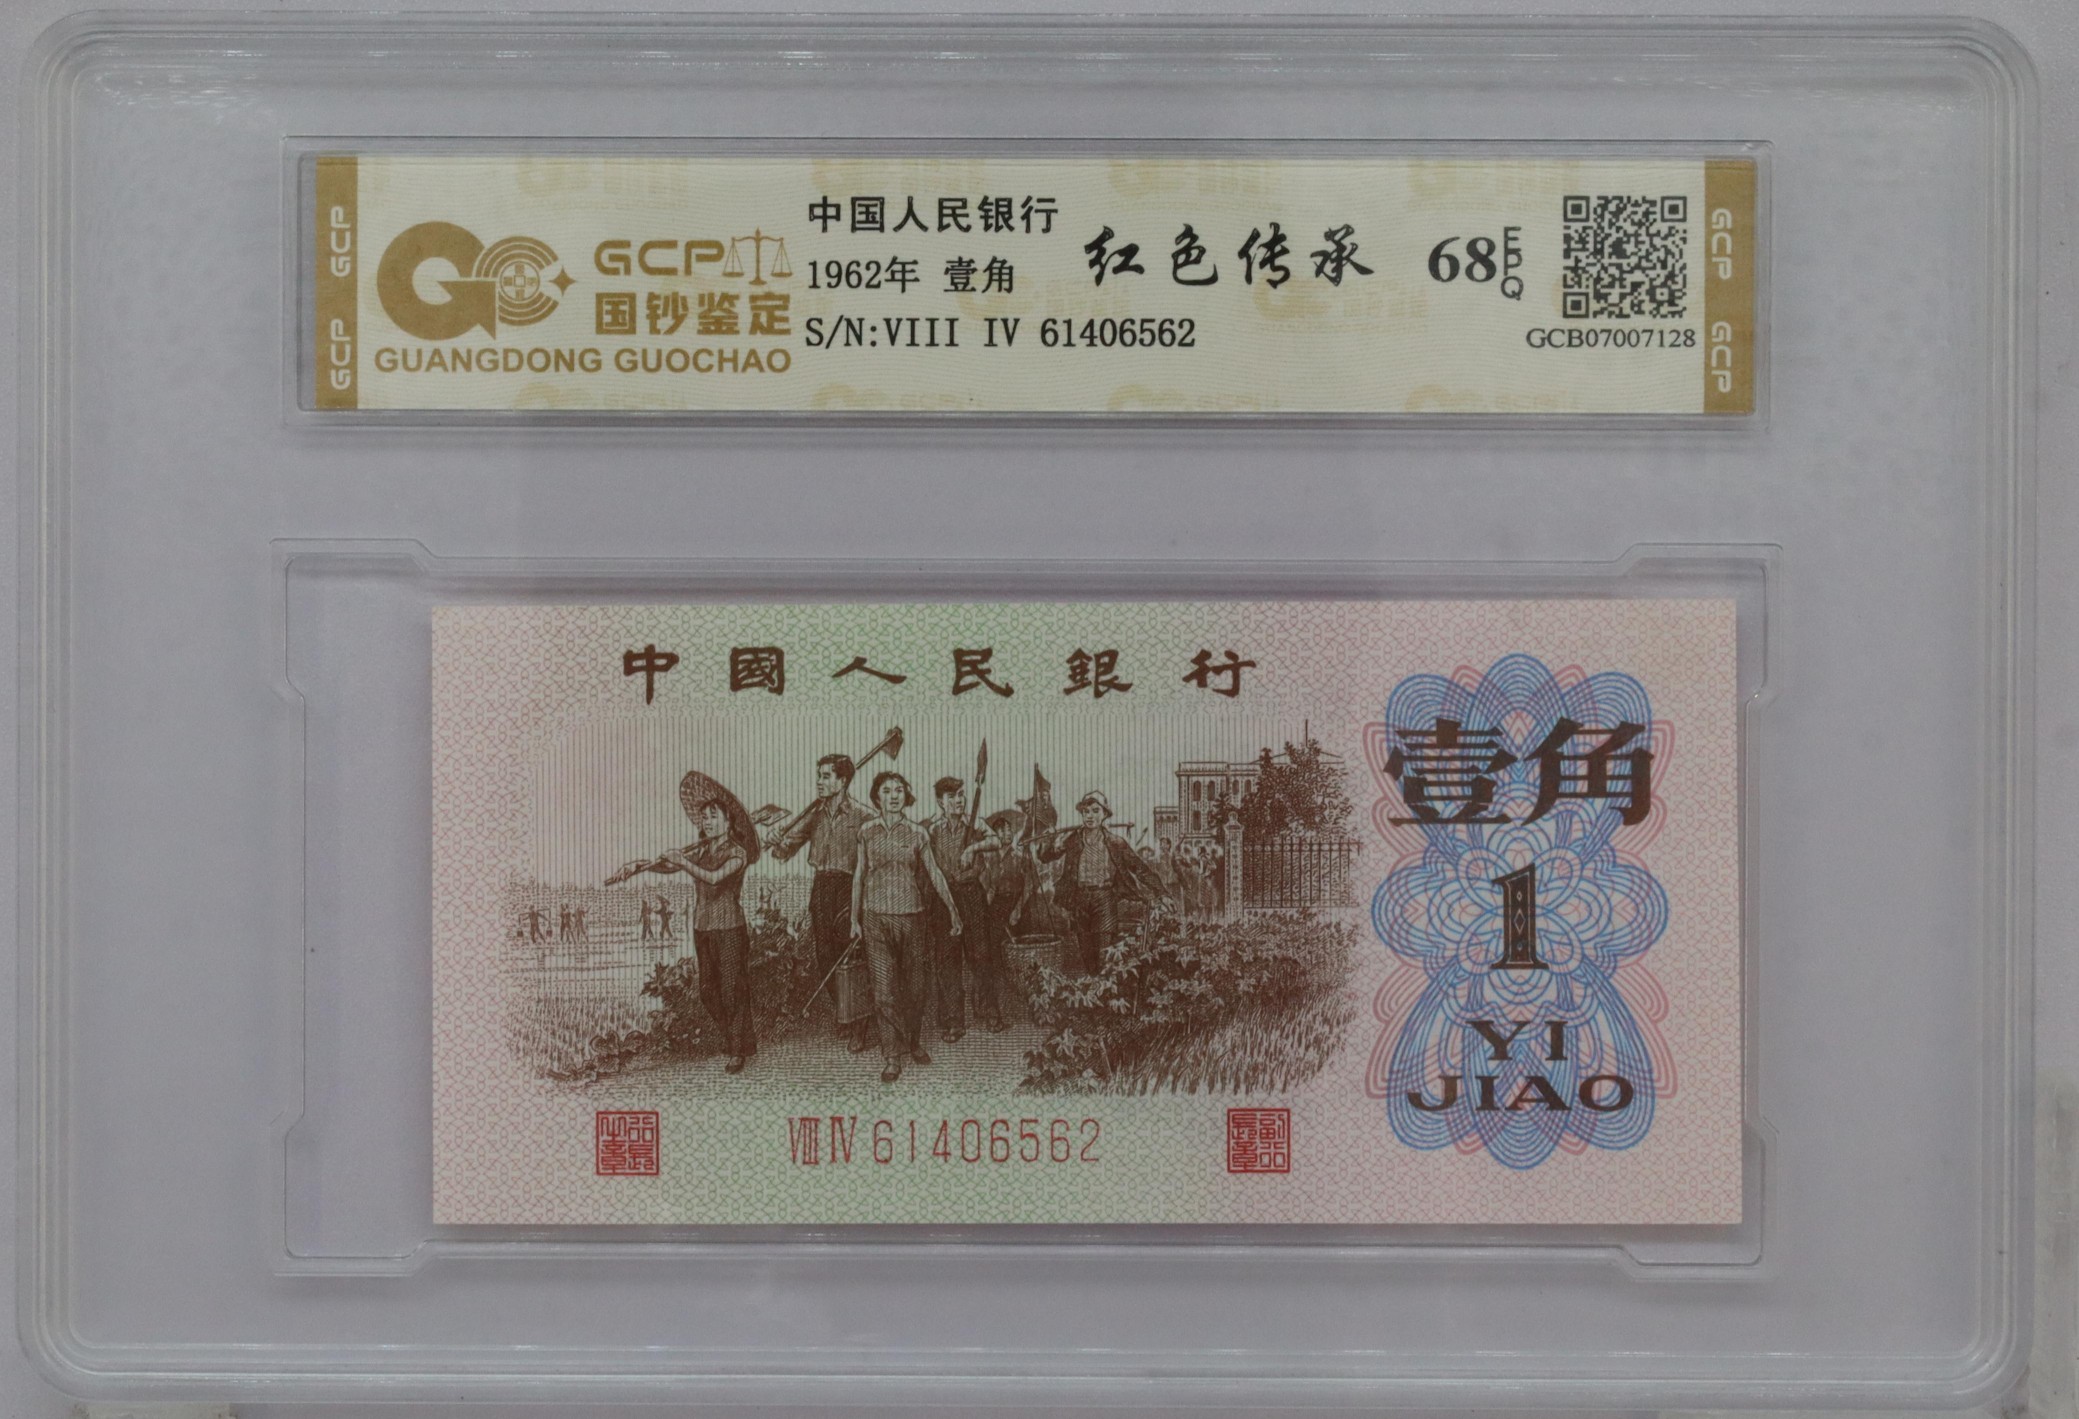 中国人民银行
1962年 壹角
S/N:VIII IV 61406562
红色传承
68 EPQ
GCB07007128
GCP
国钞鉴定
GUANGDONG GUOCHAO
GCP
GCP
GCP
GCP
中國人民銀行
壹角
1
YI
JIAO
VIII IV 61406562